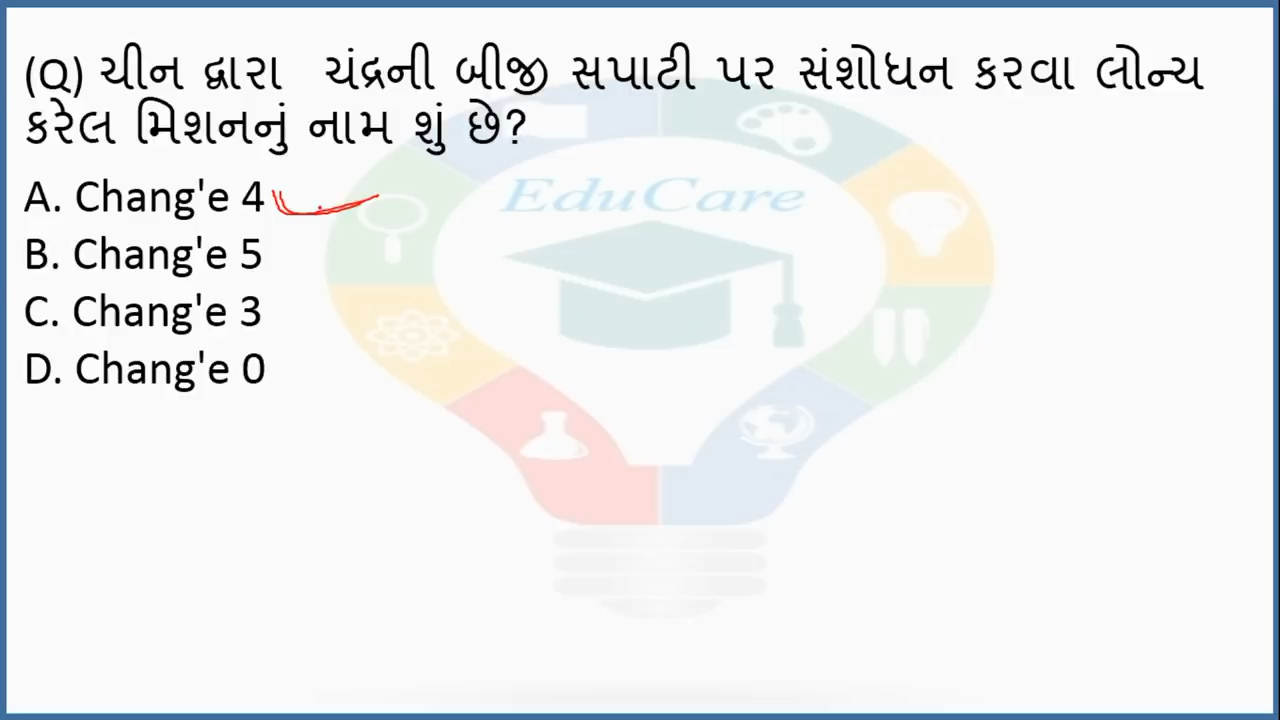 (Q) ચીન દ્વારા ચંદ્રની બીજી સપાટી પર સંશોધન કરવા લોન્ચ
કરેલ મિશનનું નામ શું છે?
A. Chang'e 4
B. Chang'e 5
C. Chang'e 3
D. Chang'e 0
EduCare